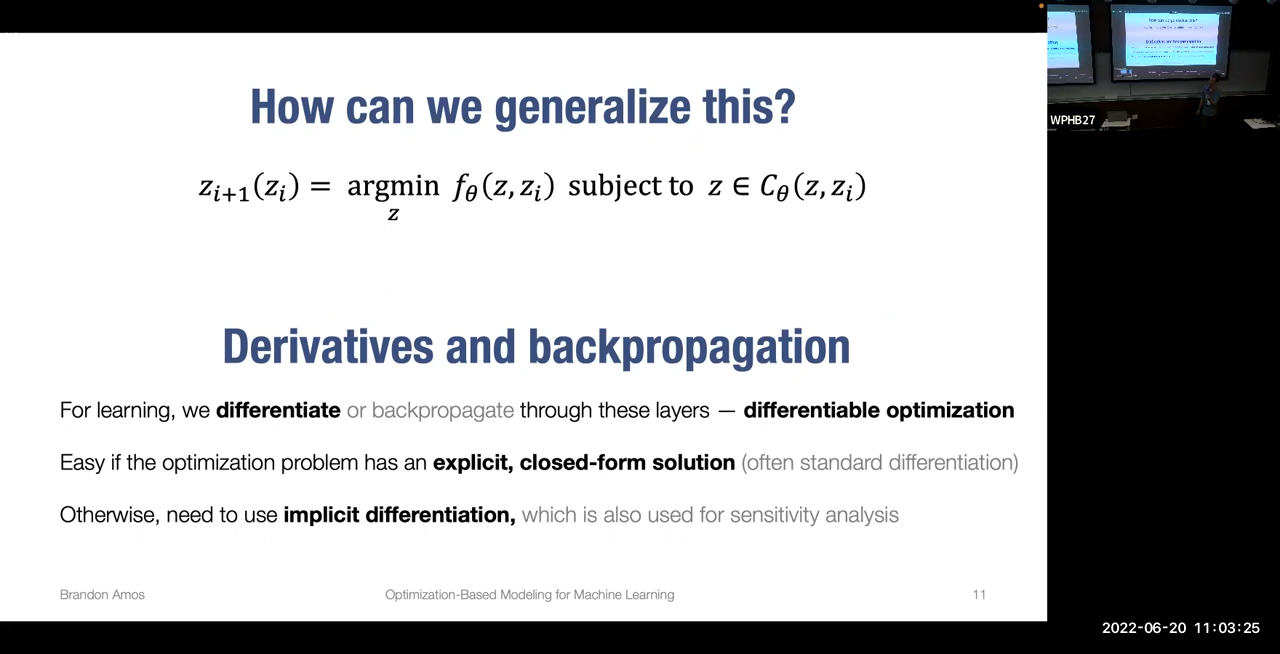 How can we generalize this?
z_{i+1}(z_i) = argmin_z f_θ(z, z_i) subject to z ∈ C_θ(z, z_i)
Derivatives and backpropagation
For learning, we differentiate or backpropagate through these layers — differentiable optimization
Easy if the optimization problem has an explicit, closed-form solution (often standard differentiation)
Otherwise, need to use implicit differentiation, which is also used for sensitivity analysis
Brandon Amos
Optimization-Based Modeling for Machine Learning
11
WPHB27
2022-06-20 11:03:25